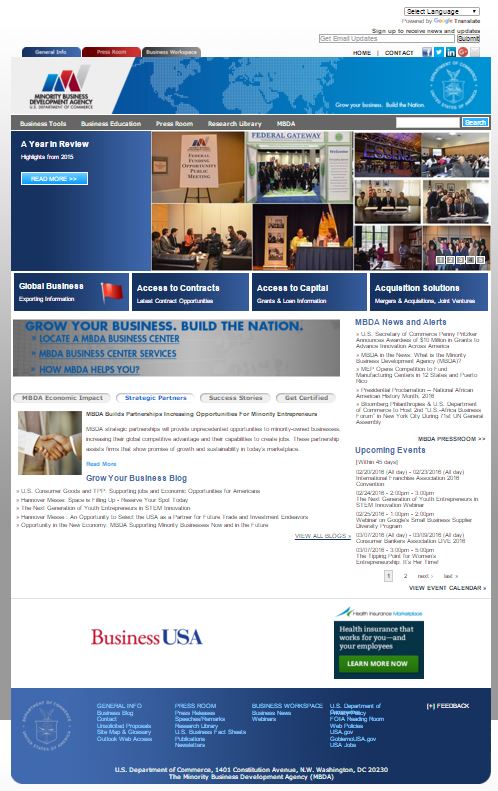 Select Language
Powered by Google Translate
Sign up to receive news and updates
Get Email Updates Submit
General Info Press Room Business Workspace
HOME | CONTACT
MINORITY BUSINESS
DEVELOPMENT AGENCY
U.S. DEPARTMENT OF COMMERCE
Grow your business. Build the Nation.
Business Tools Business Education Press Room Research Library MBDA
Search
A Year in Review
Highlights from 2015
READ MORE >>
FEDERAL GATEWAY
Welcome
FEDERAL
FUNDING
OPPORTUNITY
PUBLIC
MEETING
1 2 3 4 5
Global Business
Exporting Information
Access to Contracts
Latest Contract Opportunities
Access to Capital
Grants & Loan Information
Acquisition Solutions
Mergers & Acquisitions, Joint Ventures
GROW YOUR BUSINESS. BUILD THE NATION.
» LOCATE A MBDA BUSINESS CENTER
» MBDA BUSINESS CENTER SERVICES
» HOW MBDA HELPS YOU?
MBDA Economic Impact Strategic Partners Success Stories Get Certified
MBDA Builds Partnerships Increasing Opportunities For Minority Entrepreneurs
MBDA strategic partnerships will provide unprecedented opportunities to minority-owned businesses,
increasing their global competitive advantage and their capabilities to create jobs. These partnerships
assist firms that show promise of growth and sustainability in today's marketplace.
Read More
Grow Your Business Blog
» U.S. Consumer Goods and TPP: Supporting jobs and Economic Opportunities for Americans
» Hannover Messe: Space is Filling Up - Reserve Your Spot Today
» The Next Generation of Youth Entrepreneurs in STEM Innovation
» Hannover Messe: An Opportunity to Select the USA as a Partner for Future Trade and Investment Endeavors
» Opportunity in the New Economy: MBDA Supporting Minority Businesses Now and in the Future
VIEW ALL BLOGS »
MBDA News and Alerts
» U.S. Secretary of Commerce Penny Pritzker
Announces Awardees of $10 Million in Grants to
Advance Innovation Across America
» MBDA in the News: What is the Minority
Business Development Agency (MBDA)?
» MEP Opens Competition to Fund
Manufacturing Centers in 12 States and Puerto
Rico
» Presidential Proclamation -- National African
American History Month, 2016
» Bloomberg Philanthropies & U.S. Department
of Commerce to Host 2nd "U.S.-Africa Business
Forum" in New York City During 71st UN General
Assembly
MBDA PRESSROOM >>
Upcoming Events
[Within 45 days]
02/20/2016 (All day) - 02/23/2016 (All day)
International Franchise Associations 2016
Convention
02/24/2016 - 2:00pm - 3:00pm
The Next Generation of Youth Entrepreneurs in
STEM Innovation Webinar
02/25/2016 - 1:00pm - 2:00pm
Webinar on Google's Small Business Supplier
Diversity Program
03/07/2016 (All day) - 03/09/2016 (All day)
Consumer Bankers Association LIVE 2016
03/07/2016 - 3:00pm - 5:00pm
The Tipping Point for Women's
Entrepreneurship: It's Her Time!
1 2 next › last »
VIEW EVENT CALENDAR »
BusinessUSA
Health Insurance Marketplace
Health insurance
that works for you—and
your employees
LEARN MORE NOW
GENERAL INFO
Business Blog
Contact
Unsolicited Proposals
Site Map & Glossary
Outlook Web Access
PRESS ROOM
Press Releases
Speeches/Remarks
Research Library
U.S. Business Fact Sheets
Publications
Newsletters
BUSINESS WORKSPACE
Business News
Webinars
U.S. Department of
Commerce
Privacy Policy
FOIA Reading Room
Web Policies
USA.gov
GobiernoUSA.gov
USA Jobs
[+] FEEDBACK
U.S. Department of Commerce, 1401 Constitution Avenue, N.W. Washington, DC 20230
The Minority Business Development Agency (MBDA)